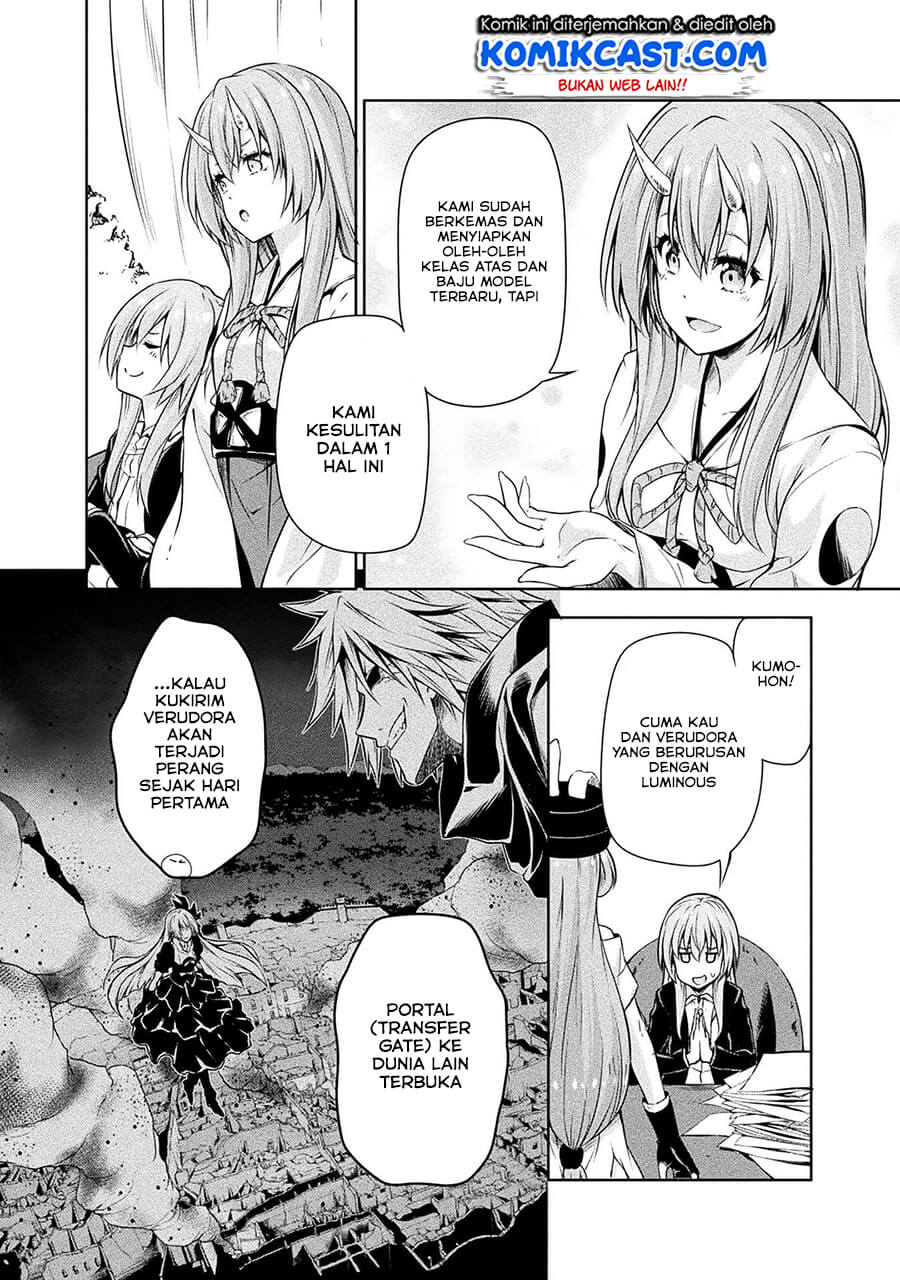 Komik ini diterjemahkan & diedit oleh
KOMIKCAST.COM
BUKAN WEB LAIN!!
KAMI SUDAH
BERKEMAS DAN
MENYIAPKAN
OLEH-OLEH
KELAS ATAS DAN
BAJU MODEL
TERBARU, TAPI
KAMI
KESULITAN
DALAM 1
HAL INI
KUMO-
HON!
CUMA KAU
DAN VERUDORA
YANG BERURUSAN
DENGAN
LUMINOUS
...KALAU
KUKIRIM
VERUDORA
AKAN
TERJADI
PERANG
SEJAK HARI
PERTAMA
PORTAL
(TRANSFER
GATE) KE
DUNIA LAIN
TERBUKA